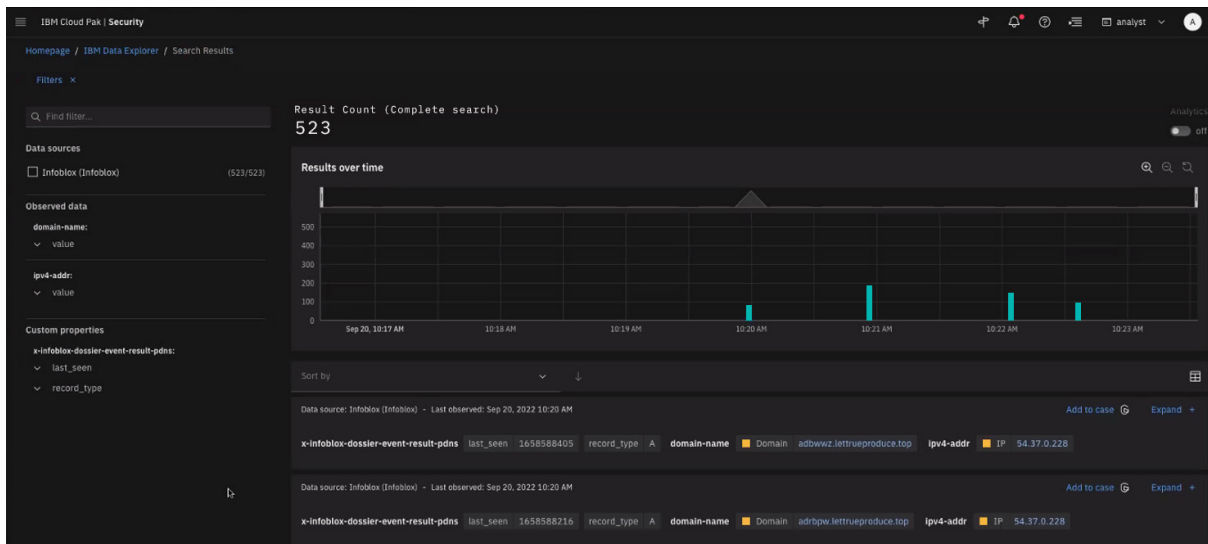 IBM Cloud Pak | Security
analyst
A
Homepage / IBM Data Explorer / Search Results
Filters ×
Find filter...
Data sources
Infoblox (Infoblox) (523/523)
Observed data
domain-name:
value
ipv4-addr:
value
Custom properties
x-infoblox-dossier-event-result-pdns:
last_seen
record_type
Result Count (Complete search)
523
Analytics
off
Results over time
500
400
300
200
100
0
Sep 20, 10:17 AM 10:18 AM 10:19 AM 10:20 AM 10:21 AM 10:22 AM 10:23 AM
Sort by
Data source: Infoblox (Infoblox) - Last observed: Sep 20, 2022 10:20 AM Add to case Expand +
x-infoblox-dossier-event-result-pdns last_seen 1658588405 record_type A domain-name Domain adbwwz.lettrueproduce.top ipv4-addr IP 54.37.0.228
Data source: Infoblox (Infoblox) - Last observed: Sep 20, 2022 10:20 AM Add to case Expand +
x-infoblox-dossier-event-result-pdns last_seen 1658588216 record_type A domain-name Domain adrbpw.lettrueproduce.top ipv4-addr IP 54.37.0.228